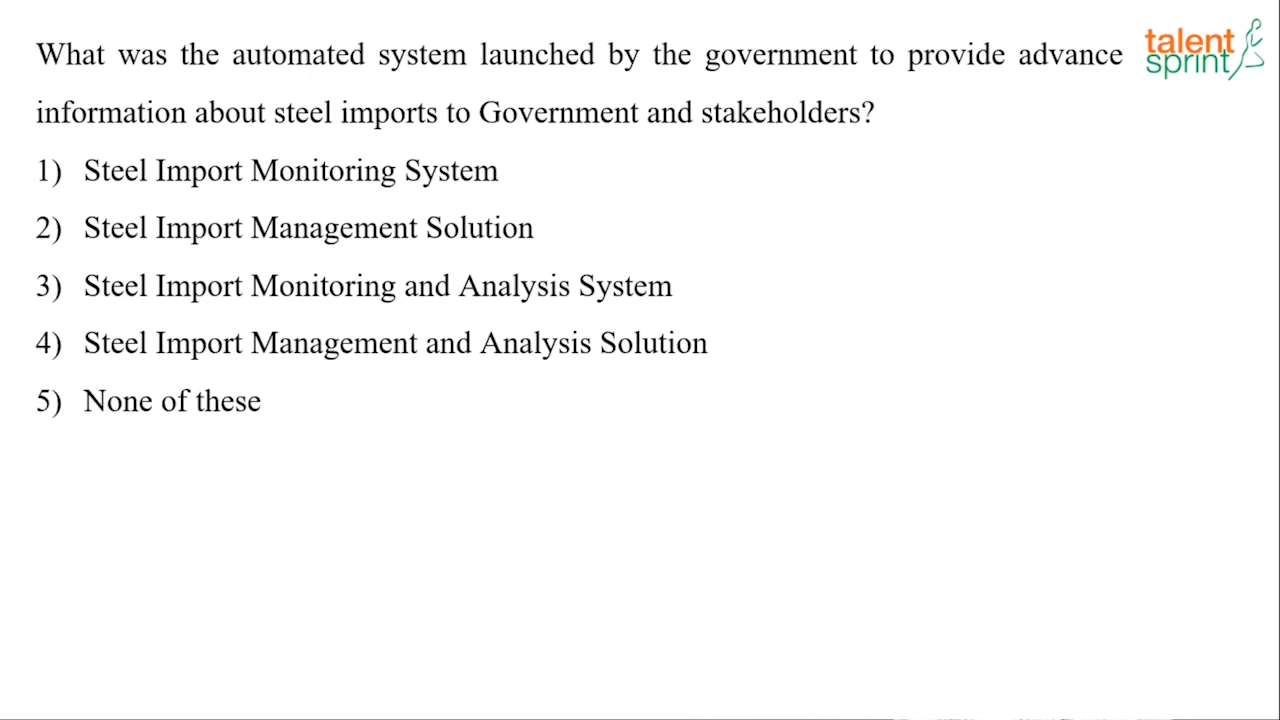 What was the automated system launched by the government to provide advance
information about steel imports to Government and stakeholders?
1) Steel Import Monitoring System
2) Steel Import Management Solution
3) Steel Import Monitoring and Analysis System
4) Steel Import Management and Analysis Solution
5) None of these
talent
sprint